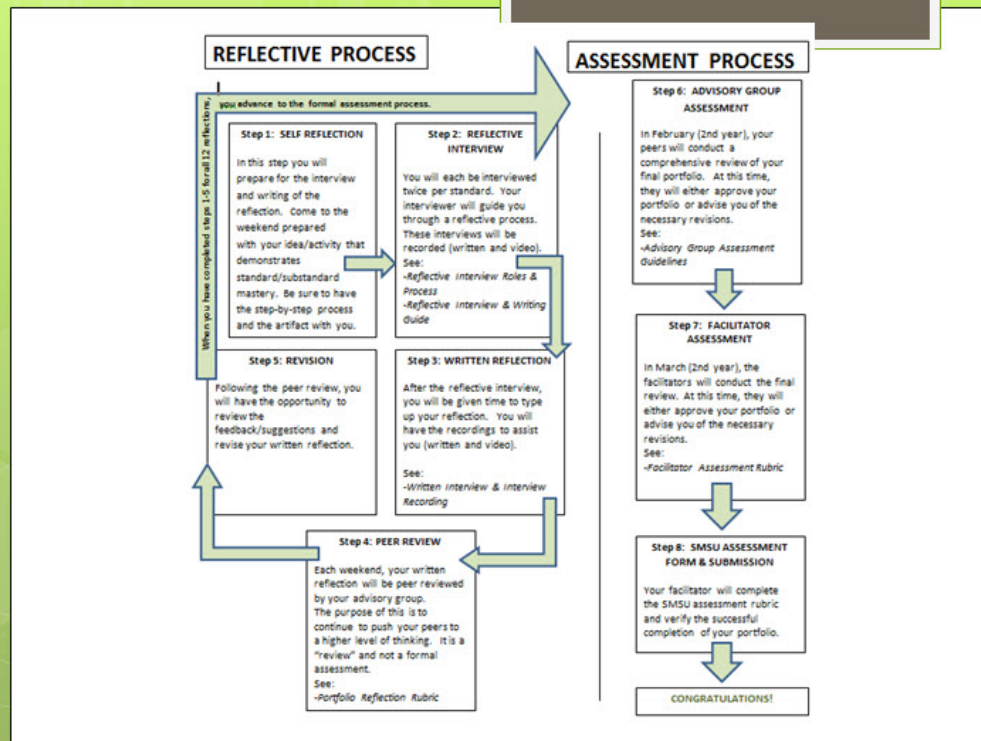 REFLECTIVE PROCESS
When you have completed steps 1-5 for all 12 reflections,
you advance to the formal assessment process.
Step 1: SELF REFLECTION
In this step you will
prepare for the interview
and writing of the
reflection. Come to the
weekend prepared
with your idea/activity that
demonstrates
standard/substandard
mastery. Be sure to have
the step-by-step process
and the artifact with you.
Step 2: REFLECTIVE
INTERVIEW
You will each be interviewed
twice per standard. Your
interviewer will guide you
through a reflective process.
These interviews will be
recorded (written and video).
See:
-Reflective Interview Roles &
Process
-Reflective Interview & Writing
Guide
Step 3: WRITTEN REFLECTION
After the reflective interview,
you will be given time to type
up your reflection. You will
have the recordings to assist
you (written and video).
See:
-Written Interview & Interview
Recording
Step 4: PEER REVIEW
Each weekend, your written
reflection will be peer reviewed
by your advisory group.
The purpose of this is to
continue to push your peers to
a higher level of thinking. It is a
"review" and not a formal
assessment.
See:
-Portfolio Reflection Rubric
Step 5: REVISION
Following the peer review, you
will have the opportunity to
review the
feedback/suggestions and
revise your written reflection.
ASSESSMENT PROCESS
Step 6: ADVISORY GROUP
ASSESSMENT
In February (2nd year), your
peers will conduct a
comprehensive review of your
final portfolio. At this time,
they will either approve your
portfolio or advise you of the
necessary revisions.
See:
-Advisory Group Assessment
Guidelines
Step 7: FACILITATOR
ASSESSMENT
In March (2nd year), the
facilitators will conduct the final
review. At this time, they will
either approve your portfolio or
advise you of the necessary
revisions.
See:
-Facilitator Assessment Rubric
Step 8: SMSU ASSESSMENT
FORM & SUBMISSION
Your facilitator will complete
the SMSU assessment rubric
and verify the successful
completion of your portfolio.
CONGRATULATIONS!